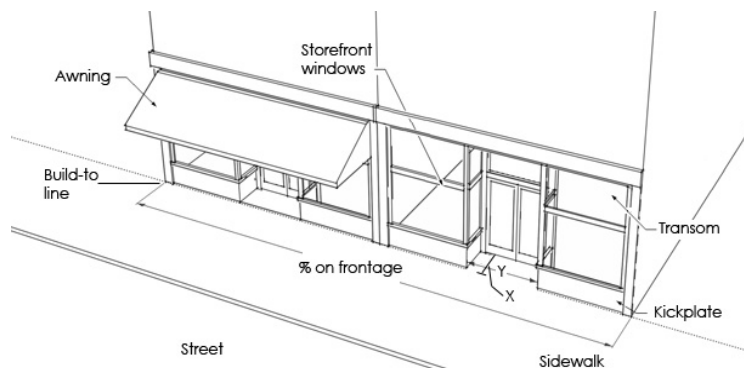 Storefront
windows
Awning
Build-to
line
Transom
% on frontage
Y
X
Kickplate
Street
Sidewalk